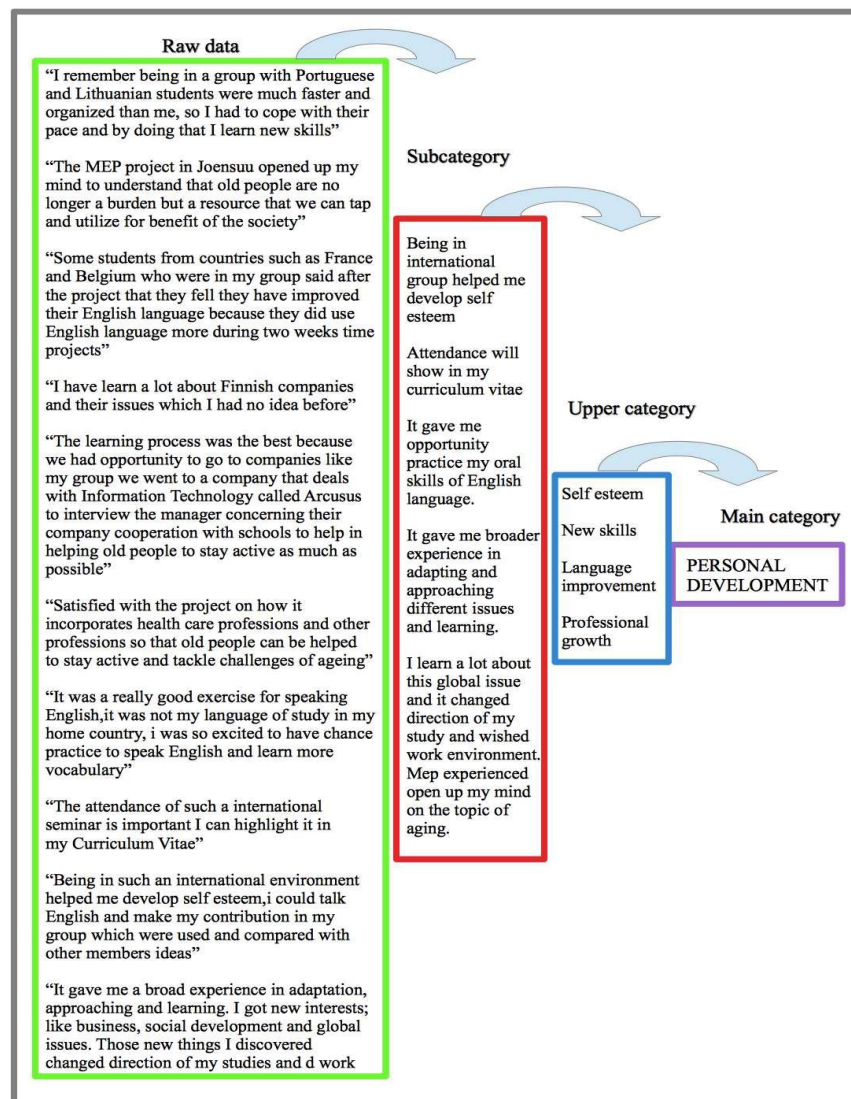 Raw data
“I remember being in a group with Portuguese
and Lithuanian students were much faster and
organized than me, so I had to cope with their
pace and by doing that I learn new skills”
“The MEP project in Joensuu opened up my
mind to understand that old people are no
longer a burden but a resource that we can tap
and utilize for benefit of the society”
“Some students from countries such as France
and Belgium who were in my group said after
the project that they fell they have improved
their English language because they did use
English language more during two weeks time
projects”
“I have learn a lot about Finnish companies
and their issues which I had no idea before”
“The learning process was the best because
we had opportunity to go to companies like
my group we went to a company that deals
with Information Technology called Arcusus
to interview the manager concerning their
company cooperation with schools to help in
helping old people to stay active as much as
possible”
“Satisfied with the project on how it
incorporates health care professions and other
professions so that old people can be helped
to stay active and tackle challenges of ageing”
“It was a really good exercise for speaking
English,it was not my language of study in my
home country, i was so excited to have chance
practice to speak English and learn more
vocabulary”
“The attendance of such a international
seminar is important I can highlight it in
my Curriculum Vitae”
“Being in such an international environment
helped me develop self esteem,i could talk
English and make my contribution in my
group which were used and compared with
other members ideas”
“It gave me a broad experience in adaptation,
approaching and learning. I got new interests;
like business, social development and global
issues. Those new things I discovered
changed direction of my studies and d work
Subcategory
Being in
international
group helped me
develop self
esteem
Attendance will
show in my
curriculum vitae
It gave me
opportunity
practice my oral
skills of English
language.
It gave me broader
experience in
adapting and
approaching
different issues
and learning.
I learn a lot about
this global issue
and it changed
direction of my
study and wished
work environment.
Mep experienced
open up my mind
on the topic of
aging.
Upper category
Self esteem
New skills
Language
improvement
Professional
growth
Main category
PERSONAL
DEVELOPMENT